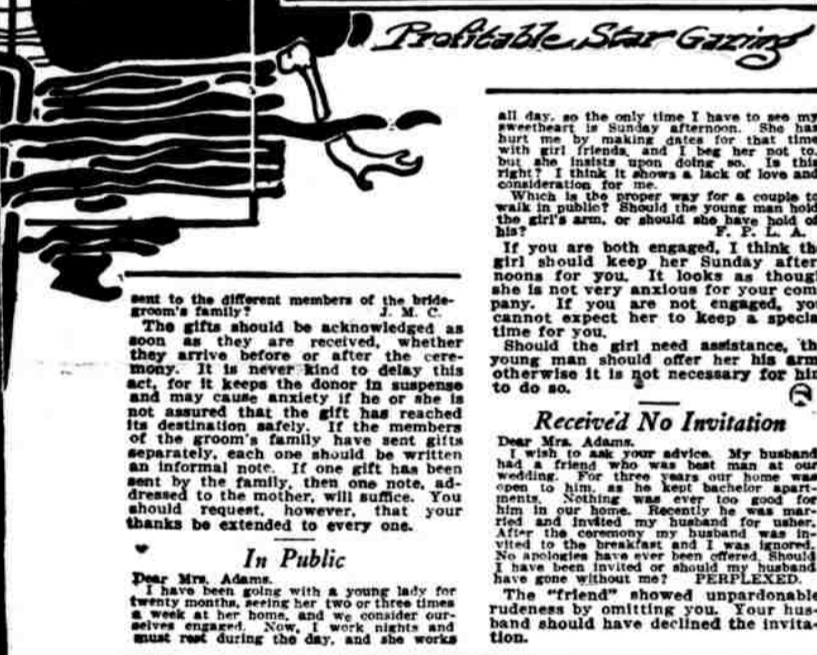 Profitable Star Gazing
sent to the different members of the bride-
groom's family? J. M. C.
The gifts should be acknowledged as
soon as they are received, whether
they arrive before or after the cere-
mony. It is never kind to delay this
act, for it keeps the donor in suspense
and may cause anxiety if he or she is
not assured that the gift has reached
its destination safely. If the members
of the groom's family have sent gifts
separately, each one should be written
an informal note. If one gift has been
sent by the family, then one note, ad-
dressed to the mother, will suffice. You
should request, however, that your
thanks be extended to every one.
In Public
Dear Mrs. Adams.
I have been going with a young lady for
twenty months, seeing her two or three times
a week at her home, and we consider our-
selves engaged. Now, I work nights and
must rest during the day, and she works
all day, so the only time I have to see my
sweetheart is Sunday afternoon. She has
hurt me by making dates for that time
with girl friends, and I beg her not to,
but she insists upon doing so. Is this
right? I think it shows a lack of love and
consideration for me.
Which is the proper way for a couple to
walk in public? Should the young man hold
the girl's arm, or should she have hold of
his? F. P. L. A.
If you are both engaged, I think the
girl should keep her Sunday after
noons for you. It looks as though
she is not very anxious for your com
pany. If you are not engaged, you
cannot expect her to keep a specia
time for you.
Should the girl need assistance, th
young man should offer her his arm
otherwise it is not necessary for him
to do so.
Received No Invitation
Dear Mrs. Adams.
I wish to ask your advice. My husband
had a friend who was best man at our
wedding. For three years our home was
open to him, as he kept bachelor apart-
ments. Nothing was ever too good for
him in our home. Recently he was mar-
ried and invited my husband for usher.
After the ceremony my husband was in-
vited to the breakfast and I was ignored.
No apologies have ever been offered. Should
I have been invited or should my husband
have gone without me? PERPLEXED.
The "friend" showed unpardonable
rudeness by omitting you. Your hus-
band should have declined the invita-
tion.